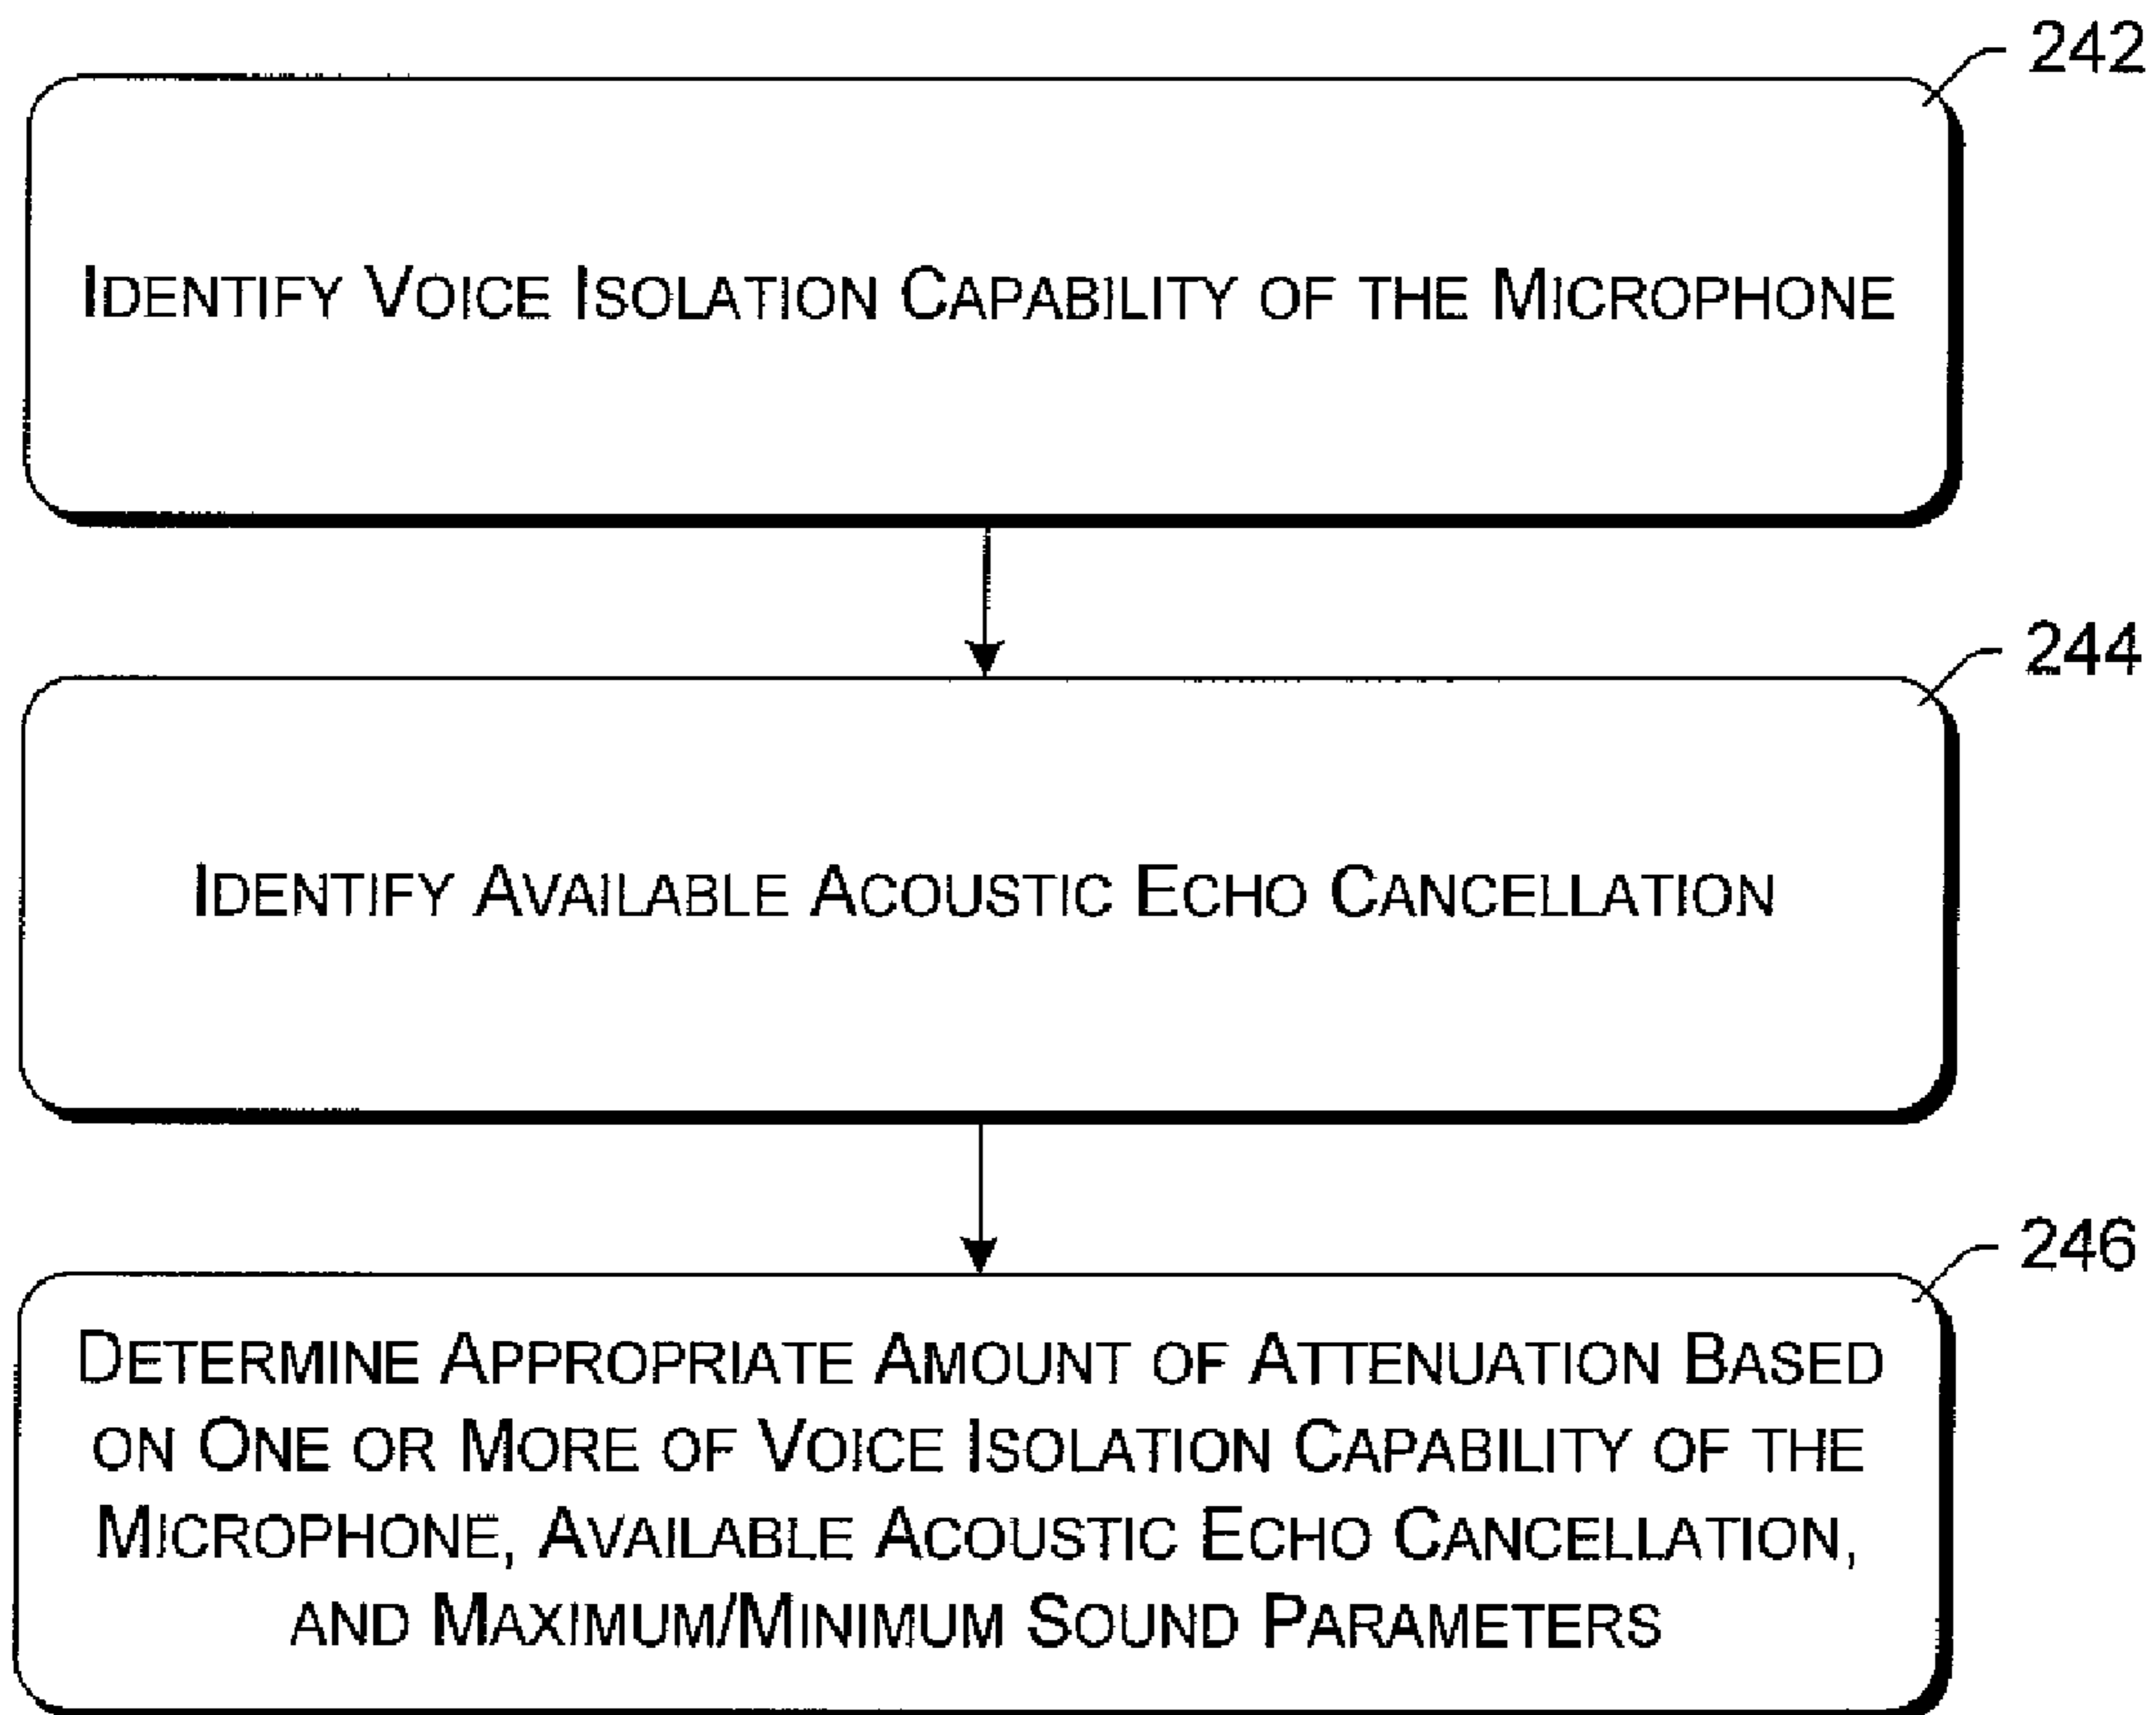 242
IDENTIFY VOICE ISOLATION CAPABILITY OF THE MICROPHONE
244
IDENTIFY AVAILABLE ACOUSTIC ECHO CANCELLATION
246
DETERMINE APPROPRIATE AMOUNT OF ATTENUATION BASED
ON ONE OR MORE OF VOICE ISOLATION CAPABILITY OF THE
MICROPHONE, AVAILABLE ACOUSTIC ECHO CANCELLATION,
AND MAXIMUM/MINIMUM SOUND PARAMETERS